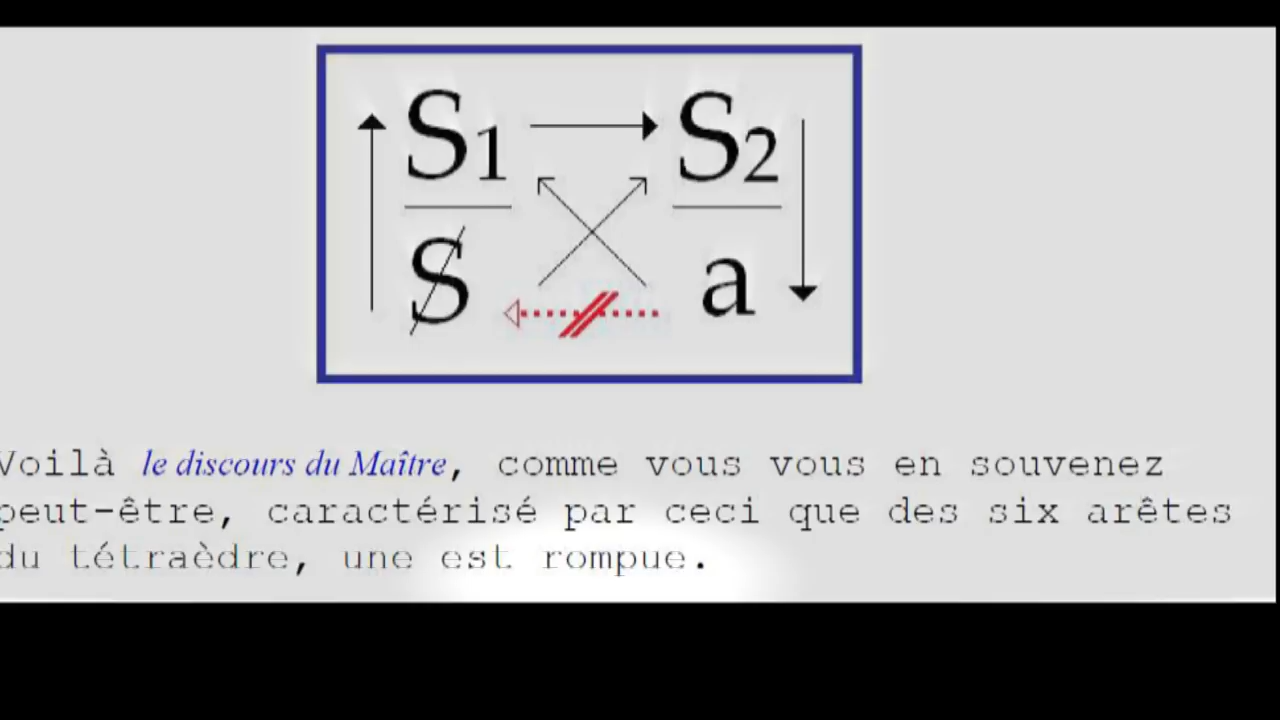 S1 S2
$ a
Voilà le discours du Maître, comme vous vous en souvenez
peut-être, caractérisé par ceci que des six arêtes
du tétraèdre, une est rompue.